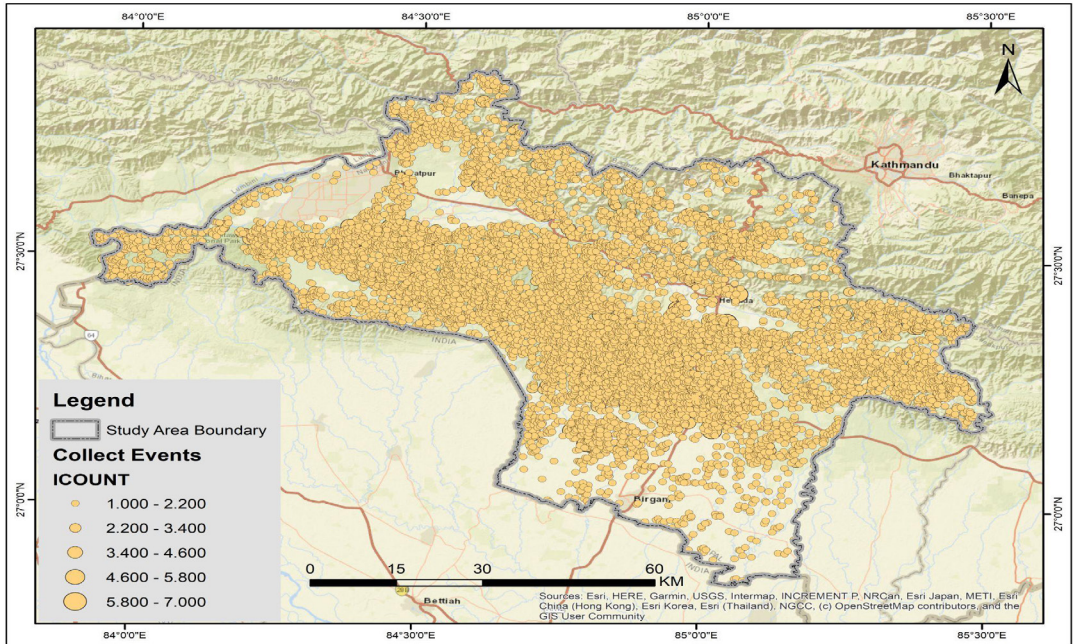 84°0'0"E 84°30'0"E 85°0'0"E 85°30'0"E
N
Kathmandu
Bhaktapur
Banepa
27°30'0"N 27°30'0"N
INDIA
64
Legend
Study Area Boundary
Collect Events
ICOUNT
1.000 - 2.200
2.200 - 3.400
3.400 - 4.600
4.600 - 5.800
5.800 - 7.000
27°0'0"N 27°0'0"N
INDIA
0 15 30 60
KM
Bettiah
Sources: Esri, HERE, Garmin, USGS, Intermap, INCREMENT P, NRCan, Esri Japan, METI, Esri
China (Hong Kong), Esri Korea, Esri (Thailand), NGCC, (c) OpenStreetMap contributors, and the
GIS User Community
84°0'0"E 84°30'0"E 85°0'0"E 85°30'0"E